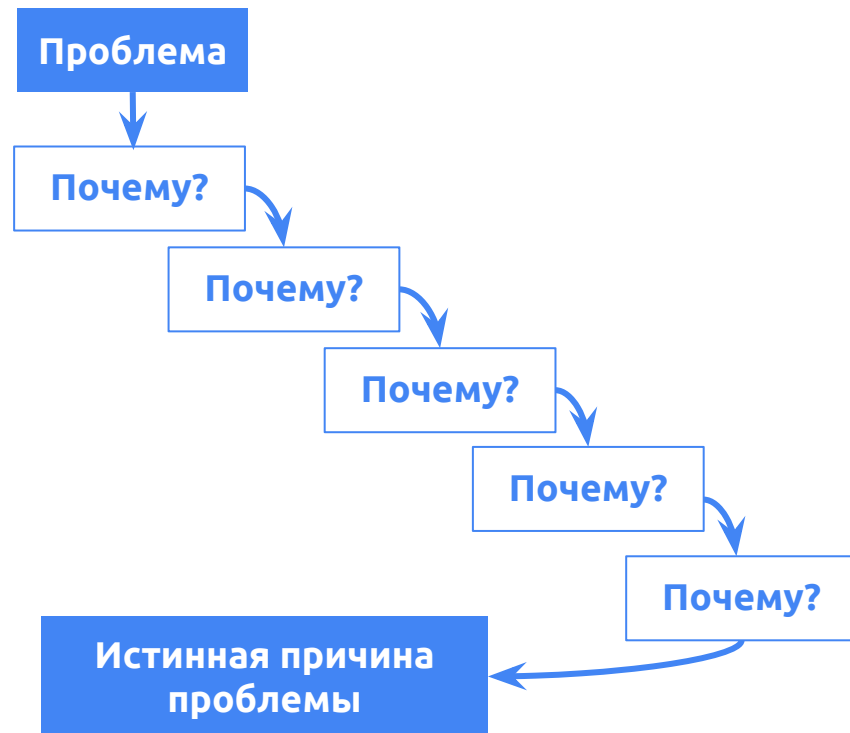 Проблема
Почему?
Почему?
Почему?
Почему?
Почему?
Истинная причина
проблемы